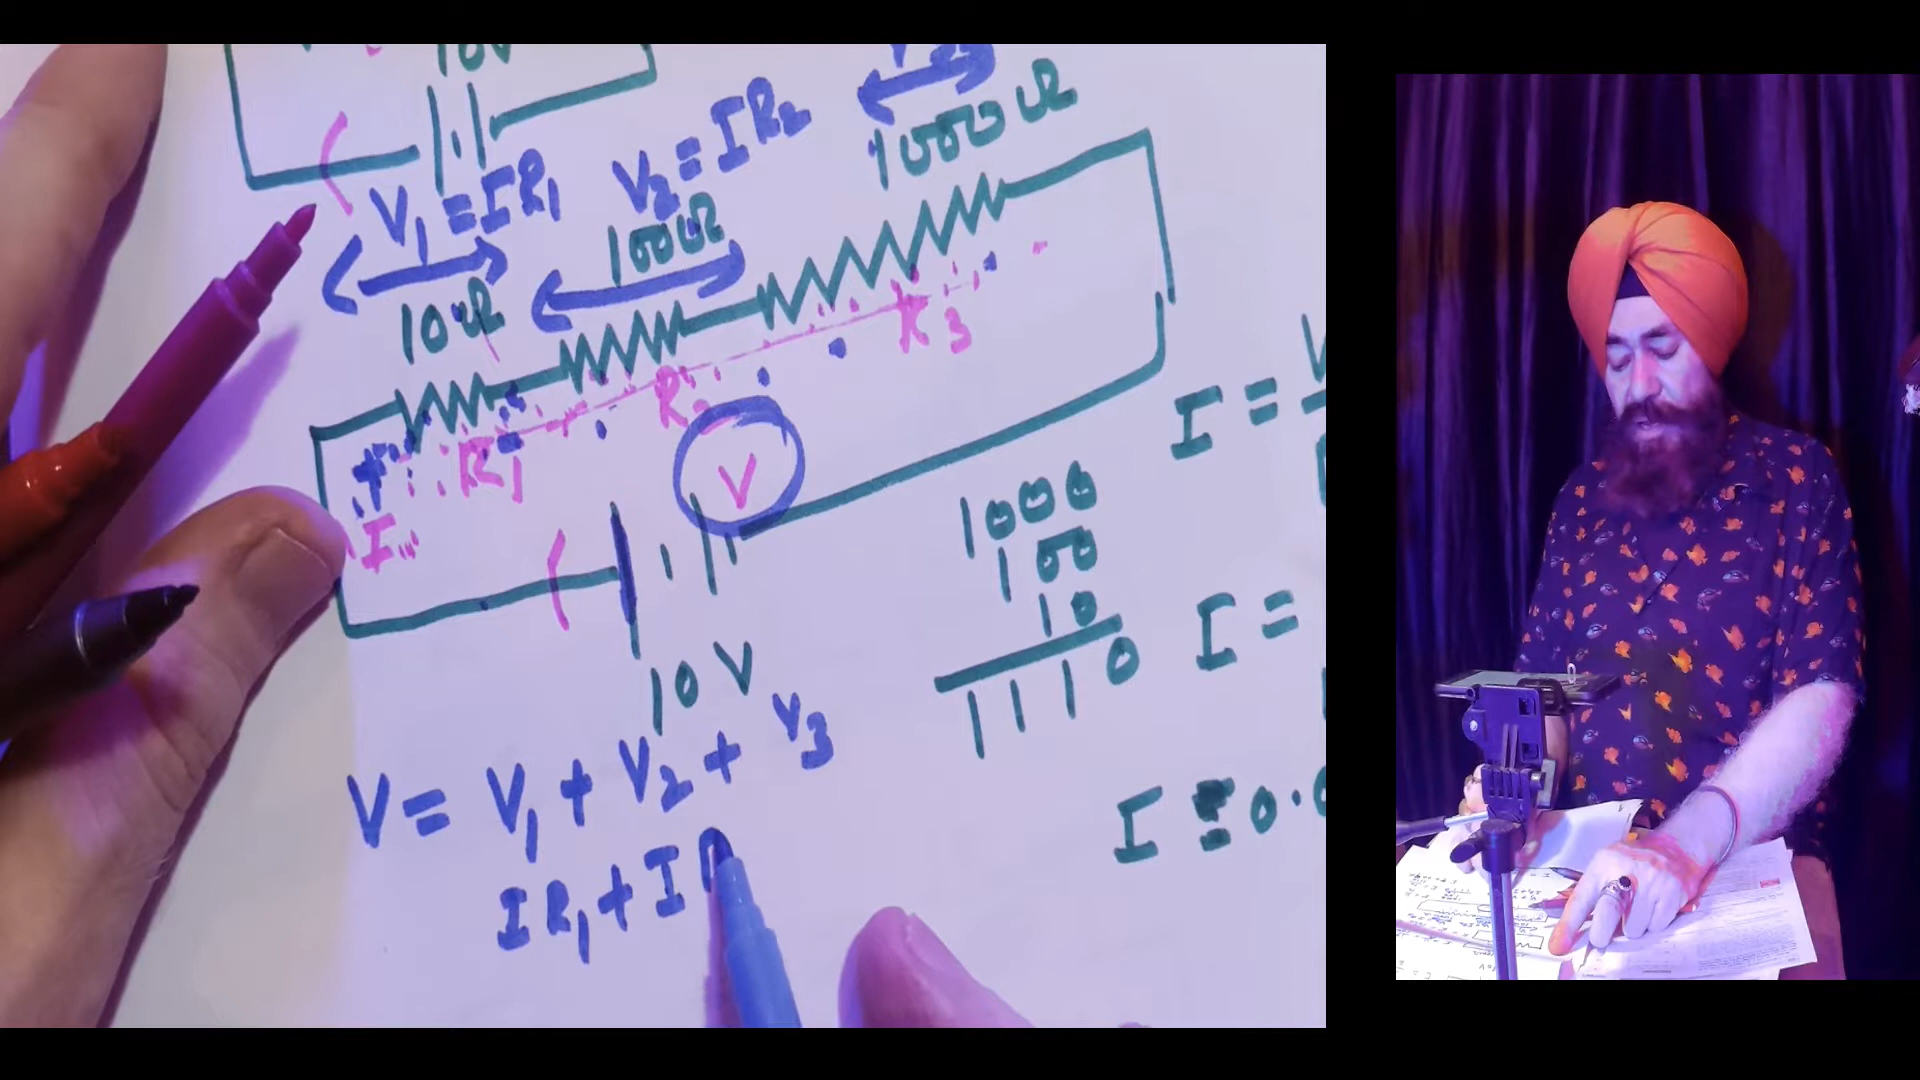 10V
V₂ = IR₂
1000Ω
V₁ = IR₁
100Ω
10Ω
R₃
R₁
+
I
V
I =
1000
100
10
1110
I =
10 V
V = V₁ + V₂ + V₃
IR₁ + I
I = 0.